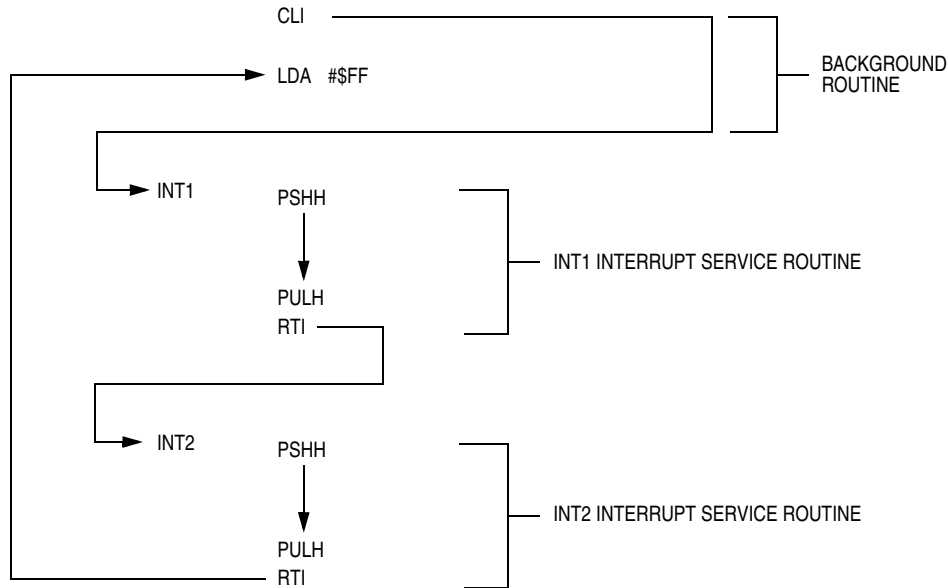 CLI
LDA #$FF
BACKGROUND
ROUTINE
INT1
PSHH
INT1 INTERRUPT SERVICE ROUTINE
PULH
RTI
INT2
PSHH
INT2 INTERRUPT SERVICE ROUTINE
PULH
RTI